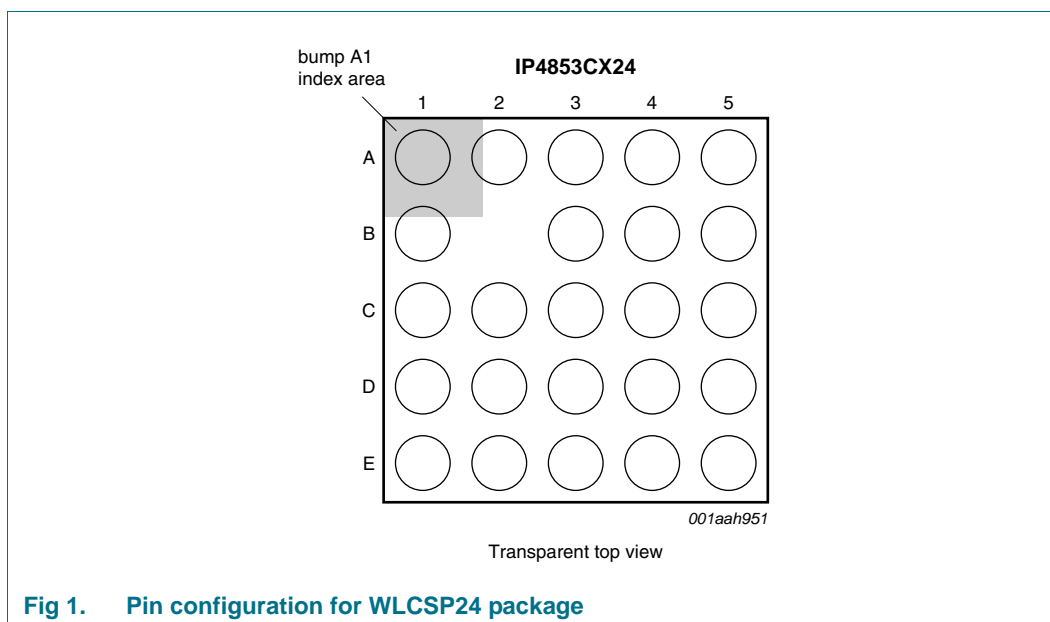 bump A1
index area
IP4853CX24
1 2 3 4 5
A
B
C
D
E
001aah951
Transparent top view
Fig 1. Pin configuration for WLCSP24 package